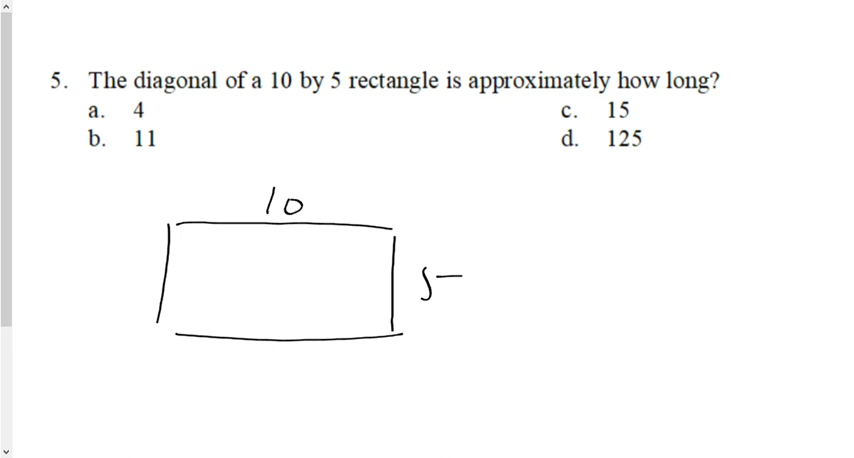 5. The diagonal of a 10 by 5 rectangle is approximately how long?
a. 4 c. 15
b. 11 d. 125
10
5